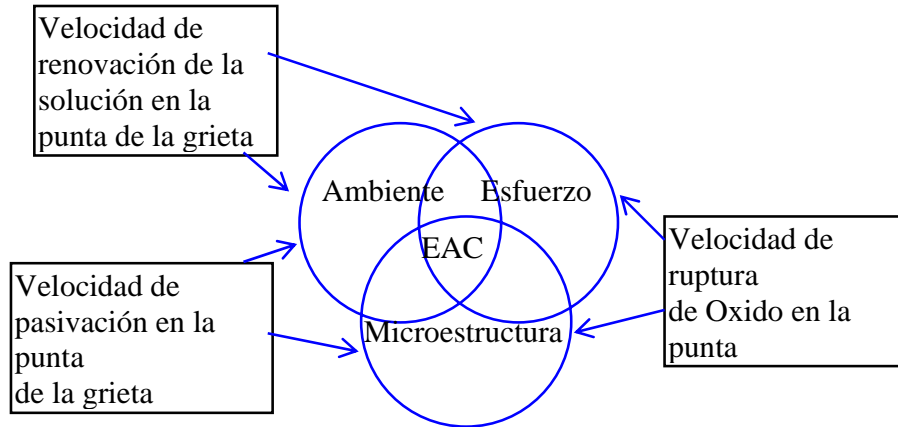 Velocidad de
renovación de la
solución en la
punta de la grieta
Ambiente
Esfuerzo
EAC
Microestructura
Velocidad de
ruptura
de Oxido en la
punta
Velocidad de
pasivación en la
punta
de la grieta